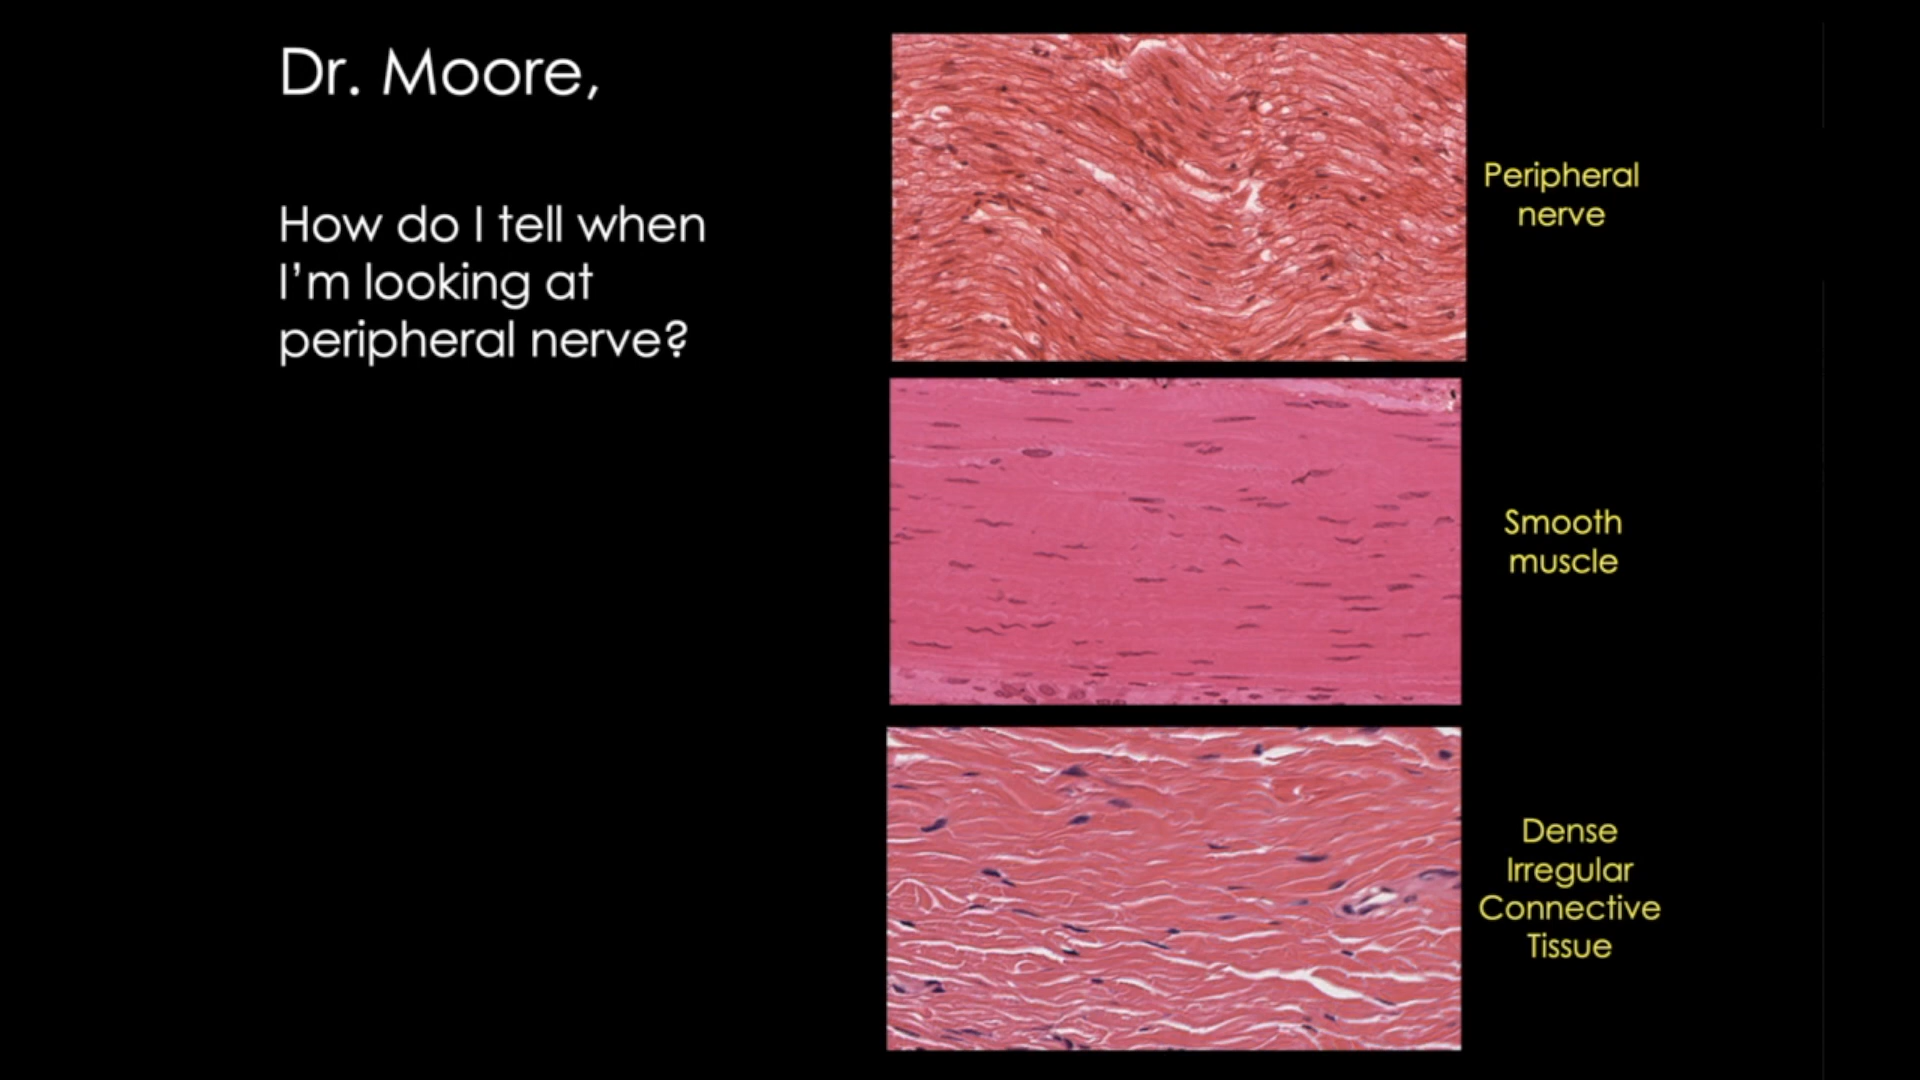 Dr. Moore,
How do I tell when
I'm looking at
peripheral nerve?
Peripheral
nerve
Smooth
muscle
Dense
Irregular
Connective
Tissue